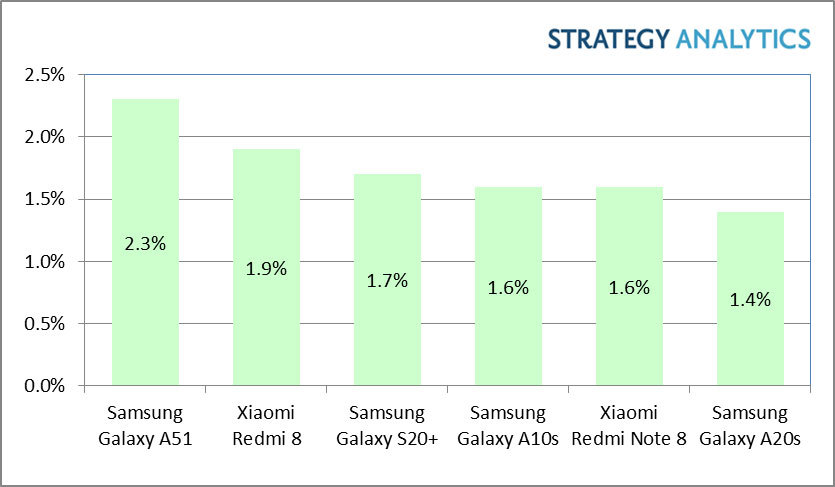 STRATEGY ANALYTICS
2.5%
2.0%
1.5%
1.0%
0.5%
0.0%
2.3%
1.9%
1.7%
1.6%
1.6%
1.4%
Samsung
Galaxy A51
Xiaomi
Redmi 8
Samsung
Galaxy S20+
Samsung
Galaxy A10s
Xiaomi
Redmi Note 8
Samsung
Galaxy A20s